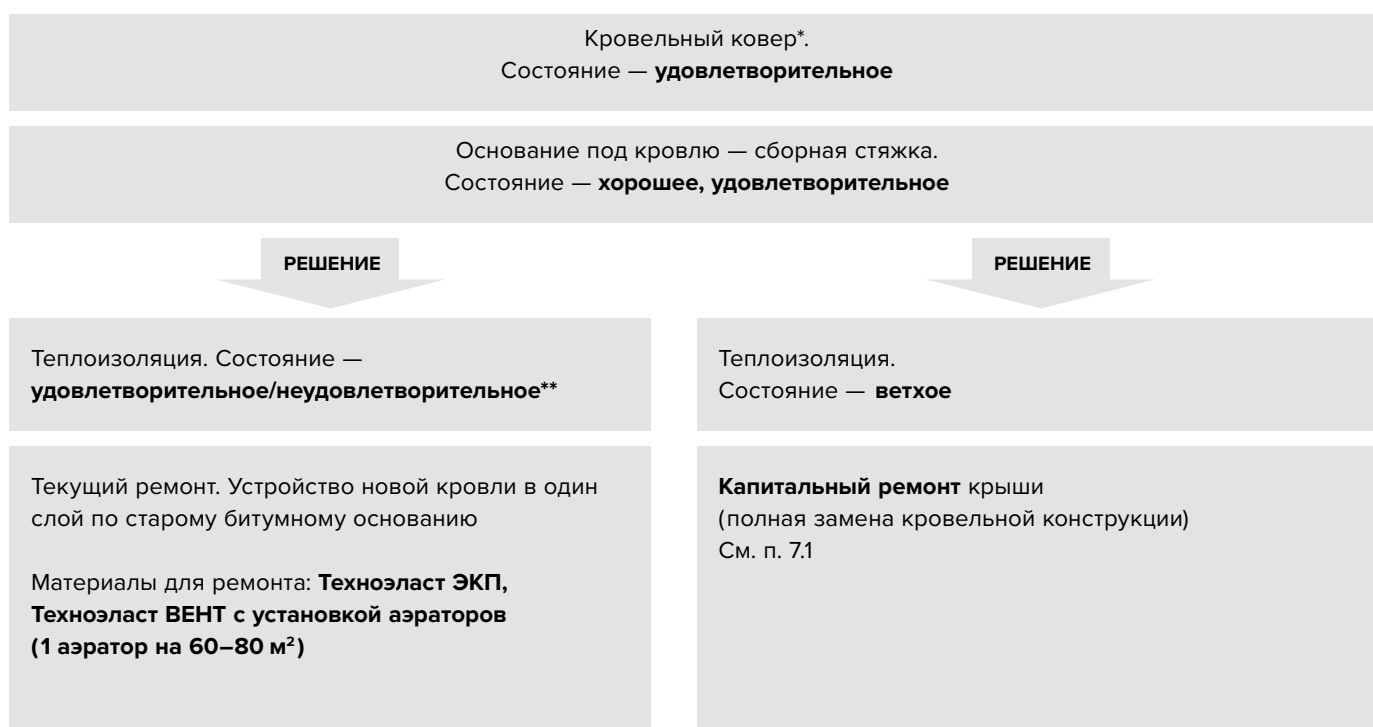 Кровельный ковер*.
Состояние — удовлетворительное
Основание под кровлю — сборная стяжка.
Состояние — хорошее, удовлетворительное
РЕШЕНИЕ
РЕШЕНИЕ
Теплоизоляция. Состояние —
удовлетворительное/неудовлетворительное**
Теплоизоляция.
Состояние — ветхое
Текущий ремонт. Устройство новой кровли в один
слой по старому битумному основанию
Материалы для ремонта: Техноэласт ЭКП,
Техноэласт ВЕНТ с установкой аэраторов
(1 аэратор на 60–80 м²)
Капитальный ремонт крыши
(полная замена кровельной конструкции)
См. п. 7.1